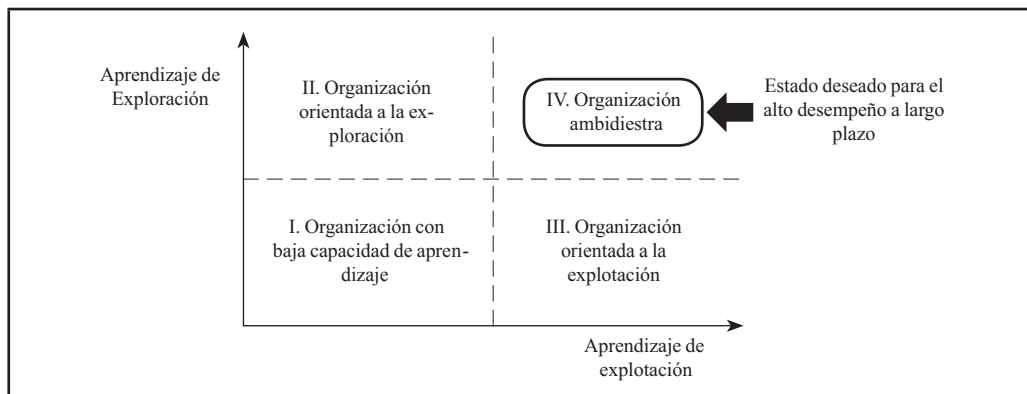 Aprendizaje de
Exploración
II. Organización
orientada a la ex-
ploración
IV. Organización
ambidiestra
Estado deseado para el
alto desempeño a largo
plazo
I. Organización con
baja capacidad de apren-
dizaje
III. Organización
orientada a la
explotación
Aprendizaje de
explotación